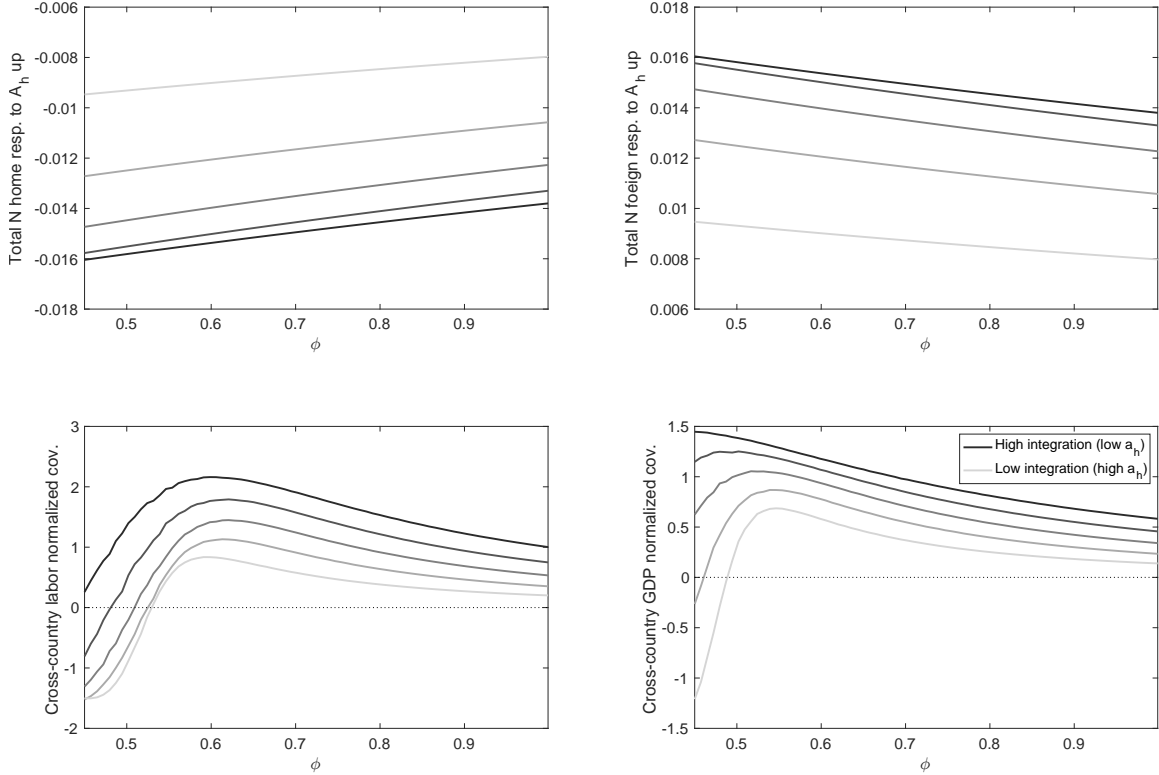 -0.006
-0.008
-0.01
-0.012
-0.014
-0.016
-0.018
Total N home resp. to A_h up
0.5 0.6 0.7 0.8 0.9
ϕ
0.018
0.016
0.014
0.012
0.01
0.008
0.006
Total N foeign resp. to A_h up
0.5 0.6 0.7 0.8 0.9
ϕ
3
2
1
0
-1
-2
Cross-country labor normalized cov.
0.5 0.6 0.7 0.8 0.9
ϕ
1.5
1
0.5
0
-0.5
-1
-1.5
Cross-country GDP normalized cov.
High integration (low a_h)
Low integration (high a_h)
0.5 0.6 0.7 0.8 0.9
ϕ